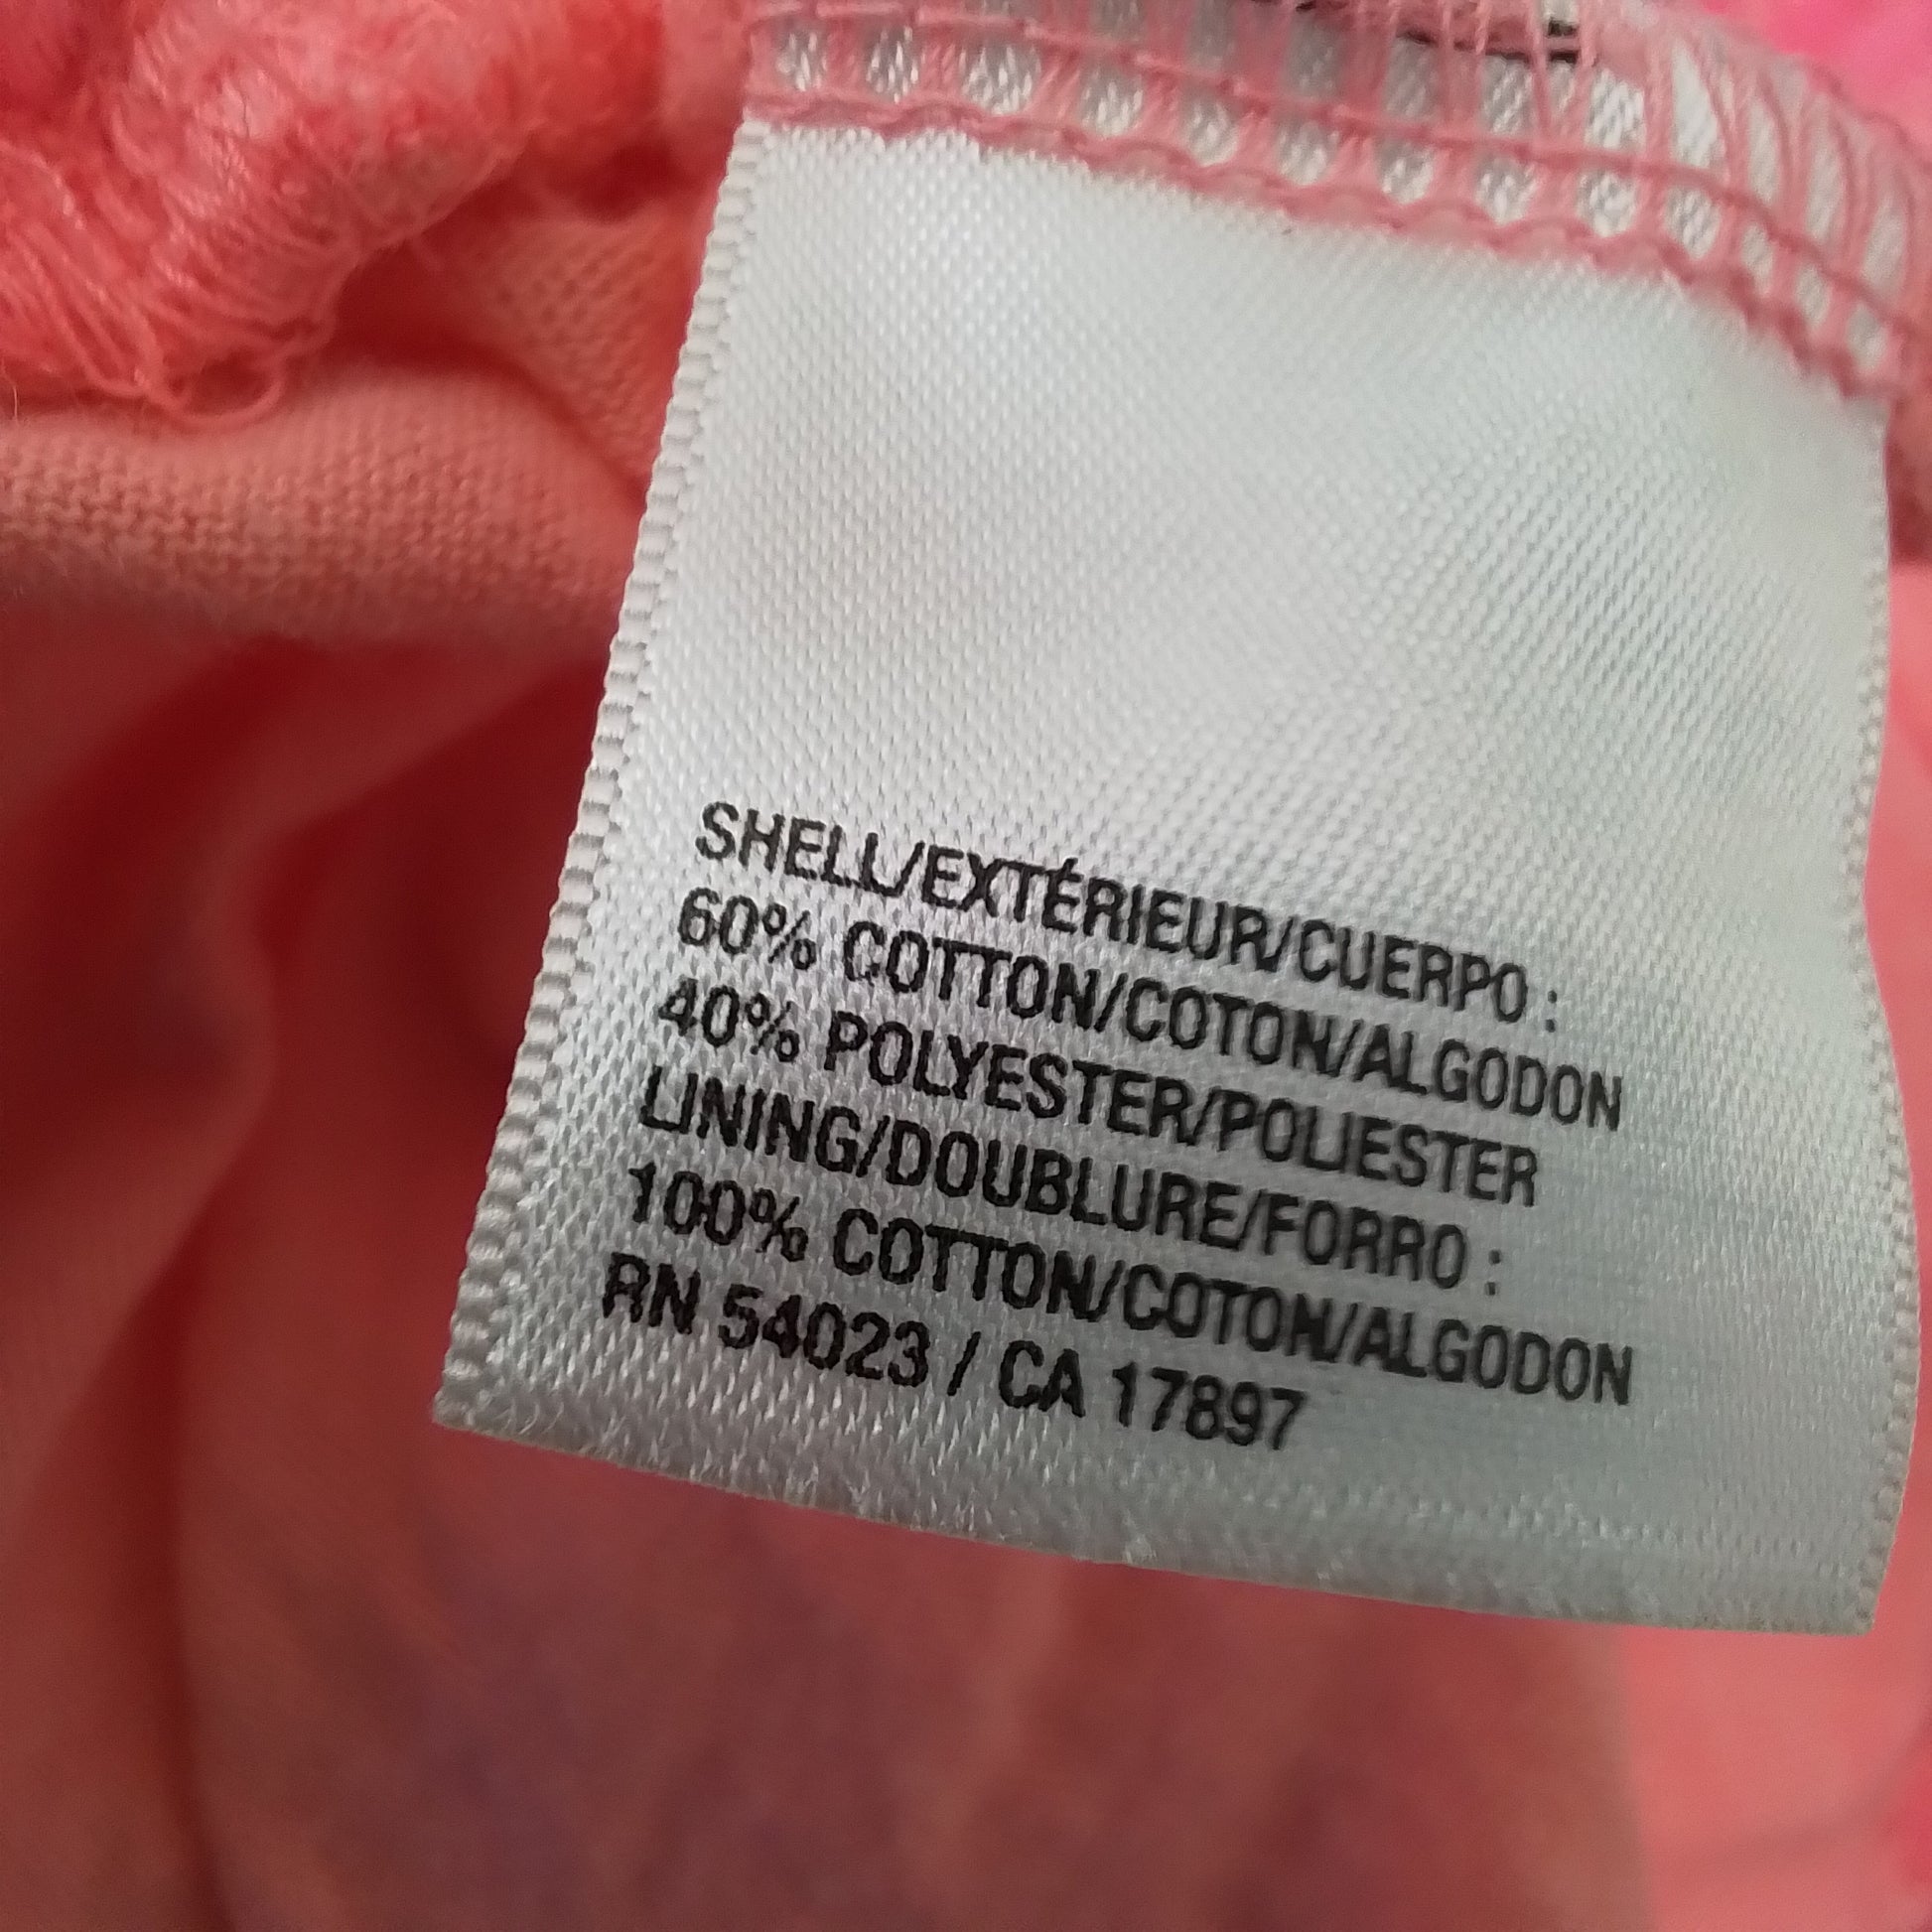 SHELL/EXTÉRIEUR/CUERPO :
60% COTTON/COTON/ALGODON
40% POLYESTER/POLIESTER
LINING/DOUBLURE/FORRO :
100% COTTON/COTON/ALGODON
RN 54023 / CA 17897